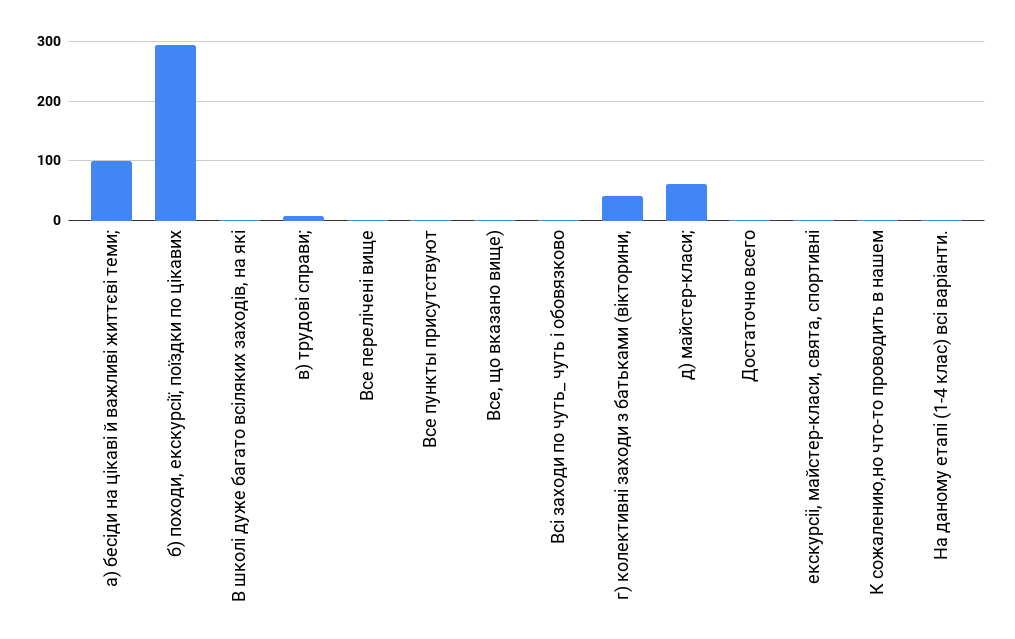 300
200
100
0
а) бесіди на цікаві й важливі життєві теми;
б) походи, екскурсії, поїздки по цікавих
В школі дуже багато всіляких заходів, на які
в) трудові справи;
Все перелічені вище
Все пункты присутствуют
Все, що вказано вище)
Всі заходи по чуть_ чуть і обовязково
г) колективні заходи з батьками (вікторини,
д) майстер-класи;
Достаточно всего
екскурсії, майстер-класи, свята, спортивні
К сожалению,но что-то проводить в нашем
На даному етапі (1-4 клас) всі варіанти.